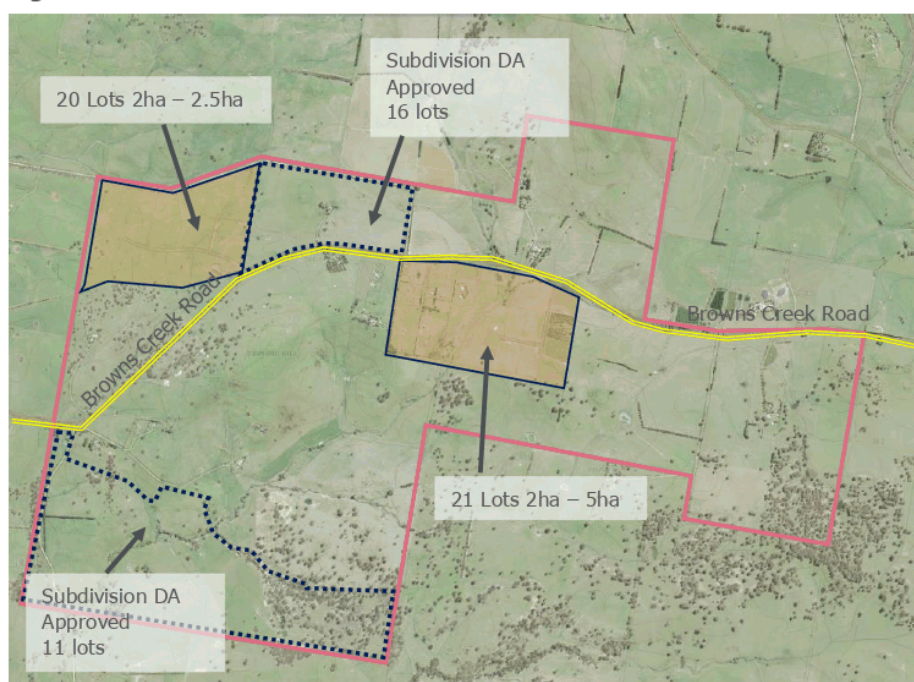 Subdivision DA
Approved
16 lots
20 Lots 2ha – 2.5ha
Browns Creek Road
Browns Creek Road
21 Lots 2ha – 5ha
Subdivision DA
Approved
11 lots